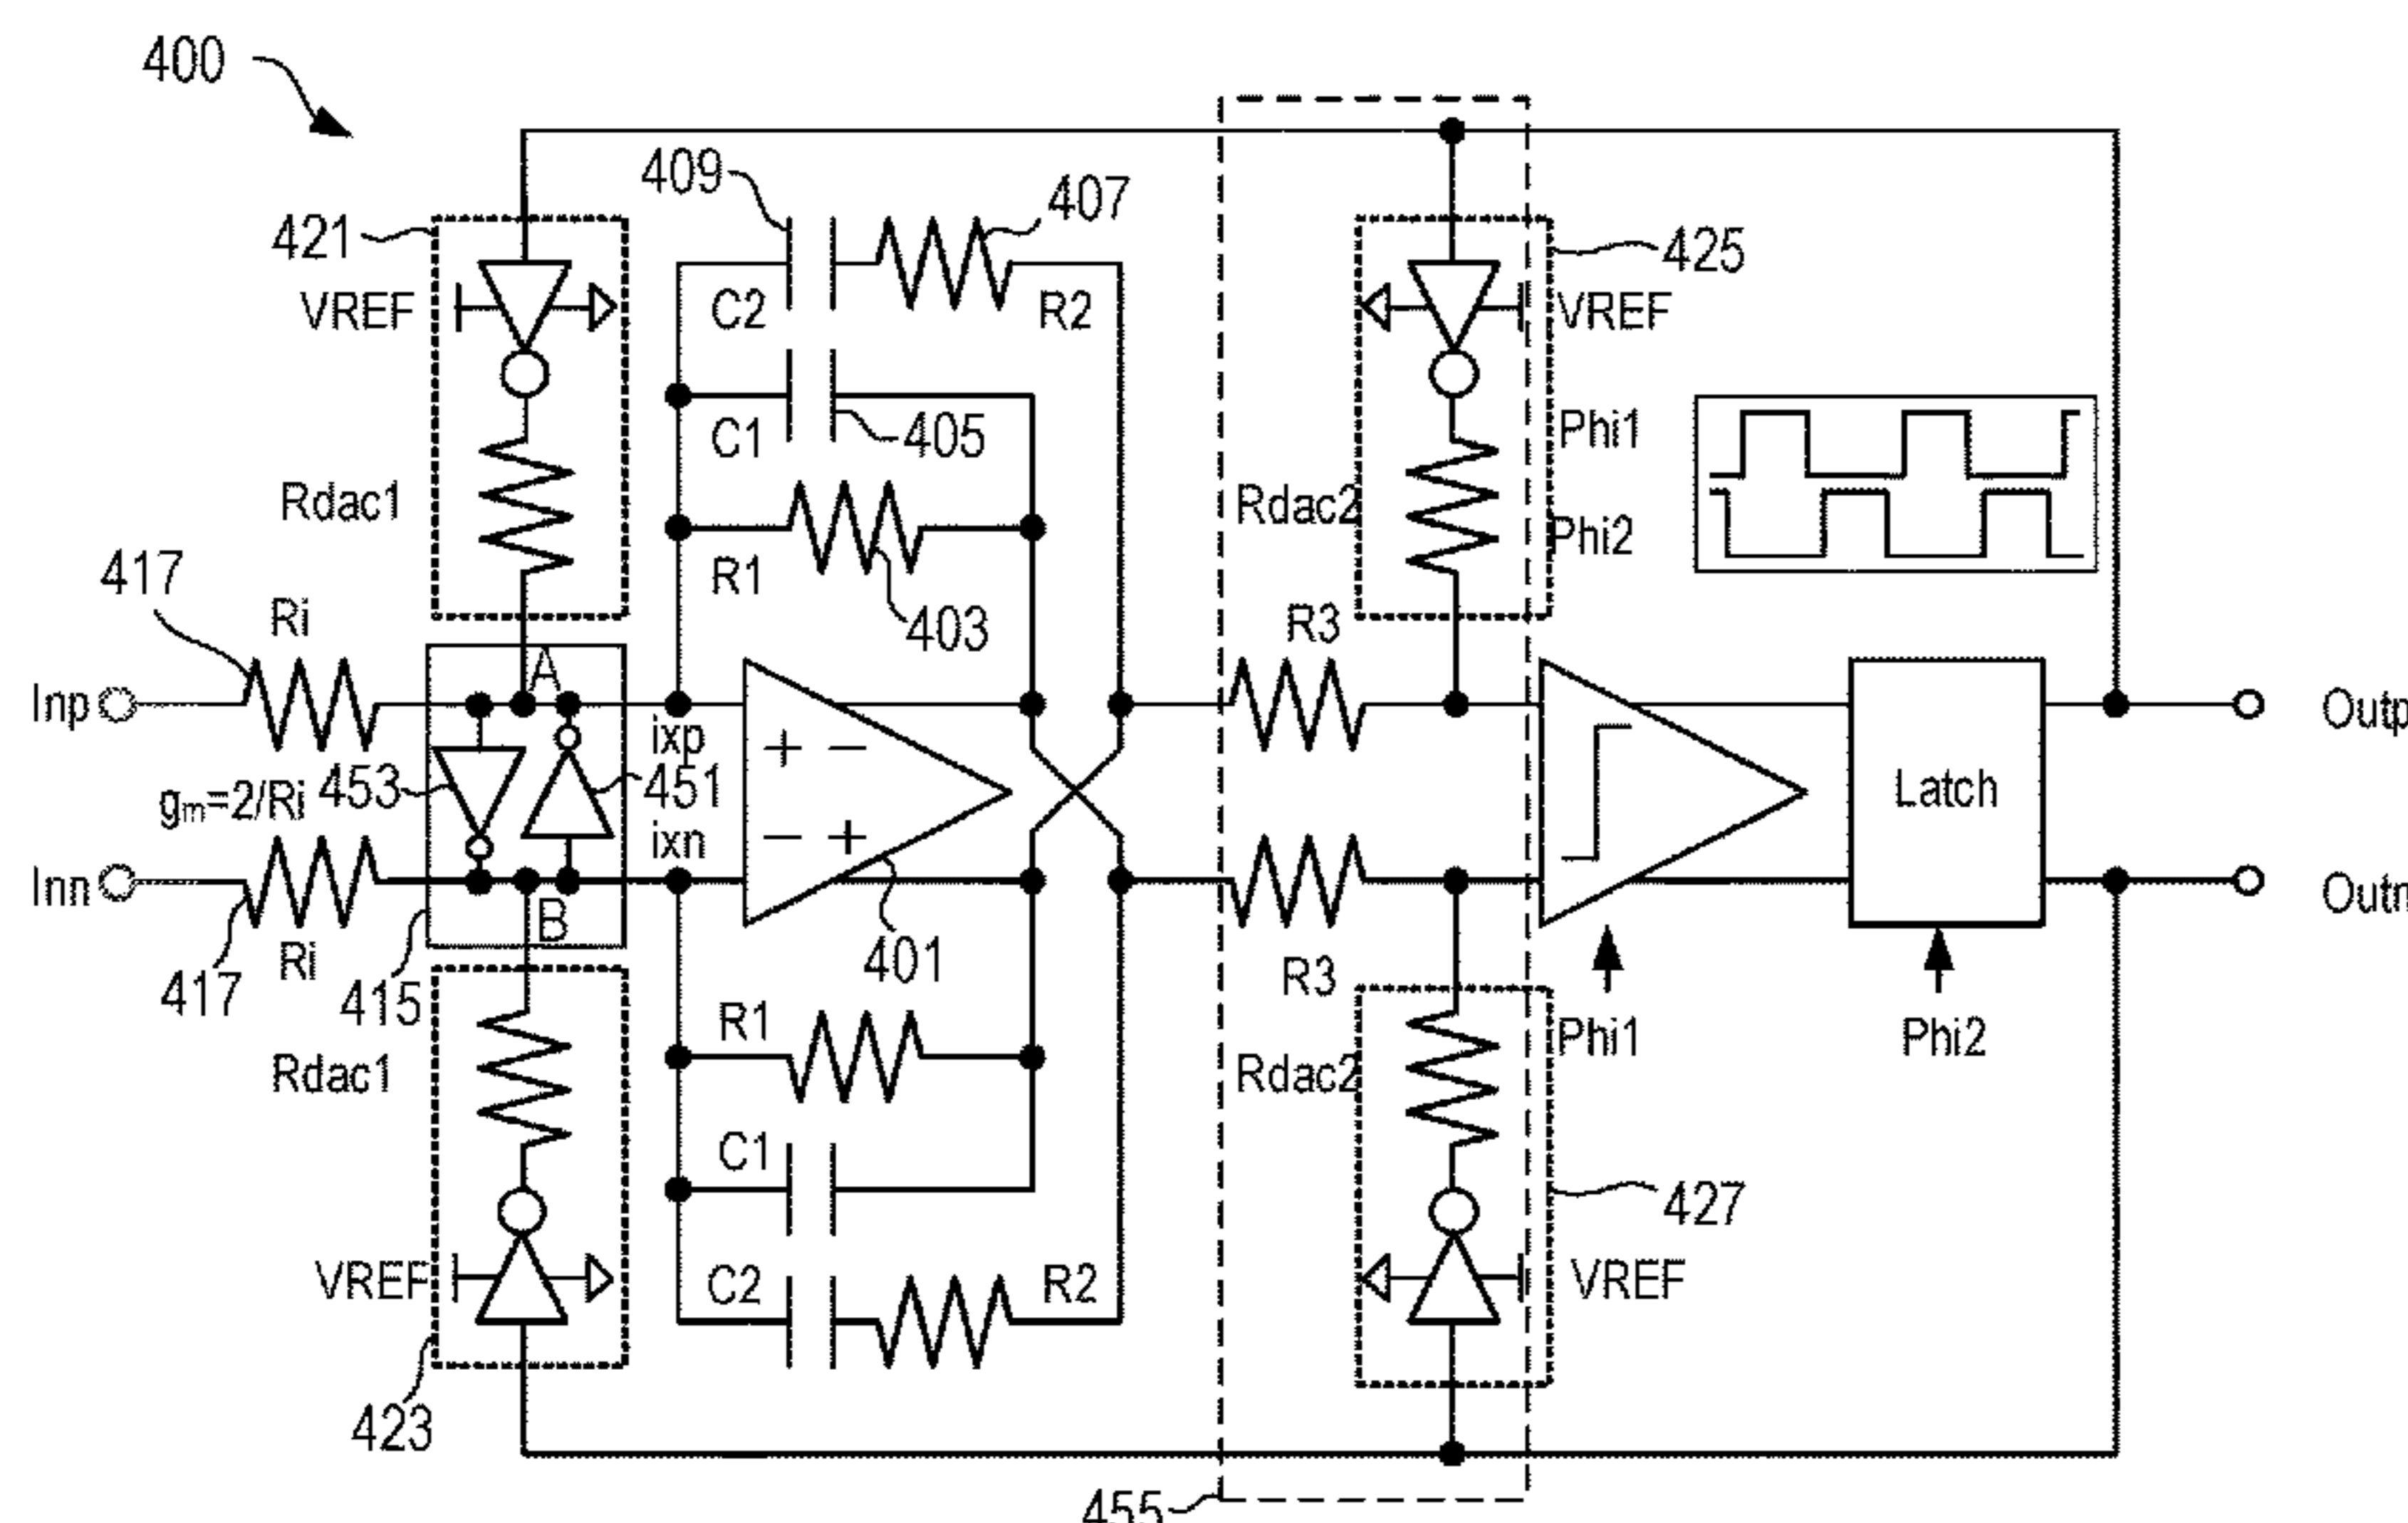 400
409
407
421
425
VREF
C2
R2
VREF
C1
405
Phi1
Rdac1
Rdac2
Phi2
417
R1
403
Ri
R3
A
Inp
ixp
+ −
Outp
gm=2/Ri
453
451
Latch
ixn
− +
Inn
B
Outn
417
Ri
415
401
R3
R1
Phi1
Phi2
Rdac1
Rdac2
C1
427
VREF
C2
R2
VREF
423
455